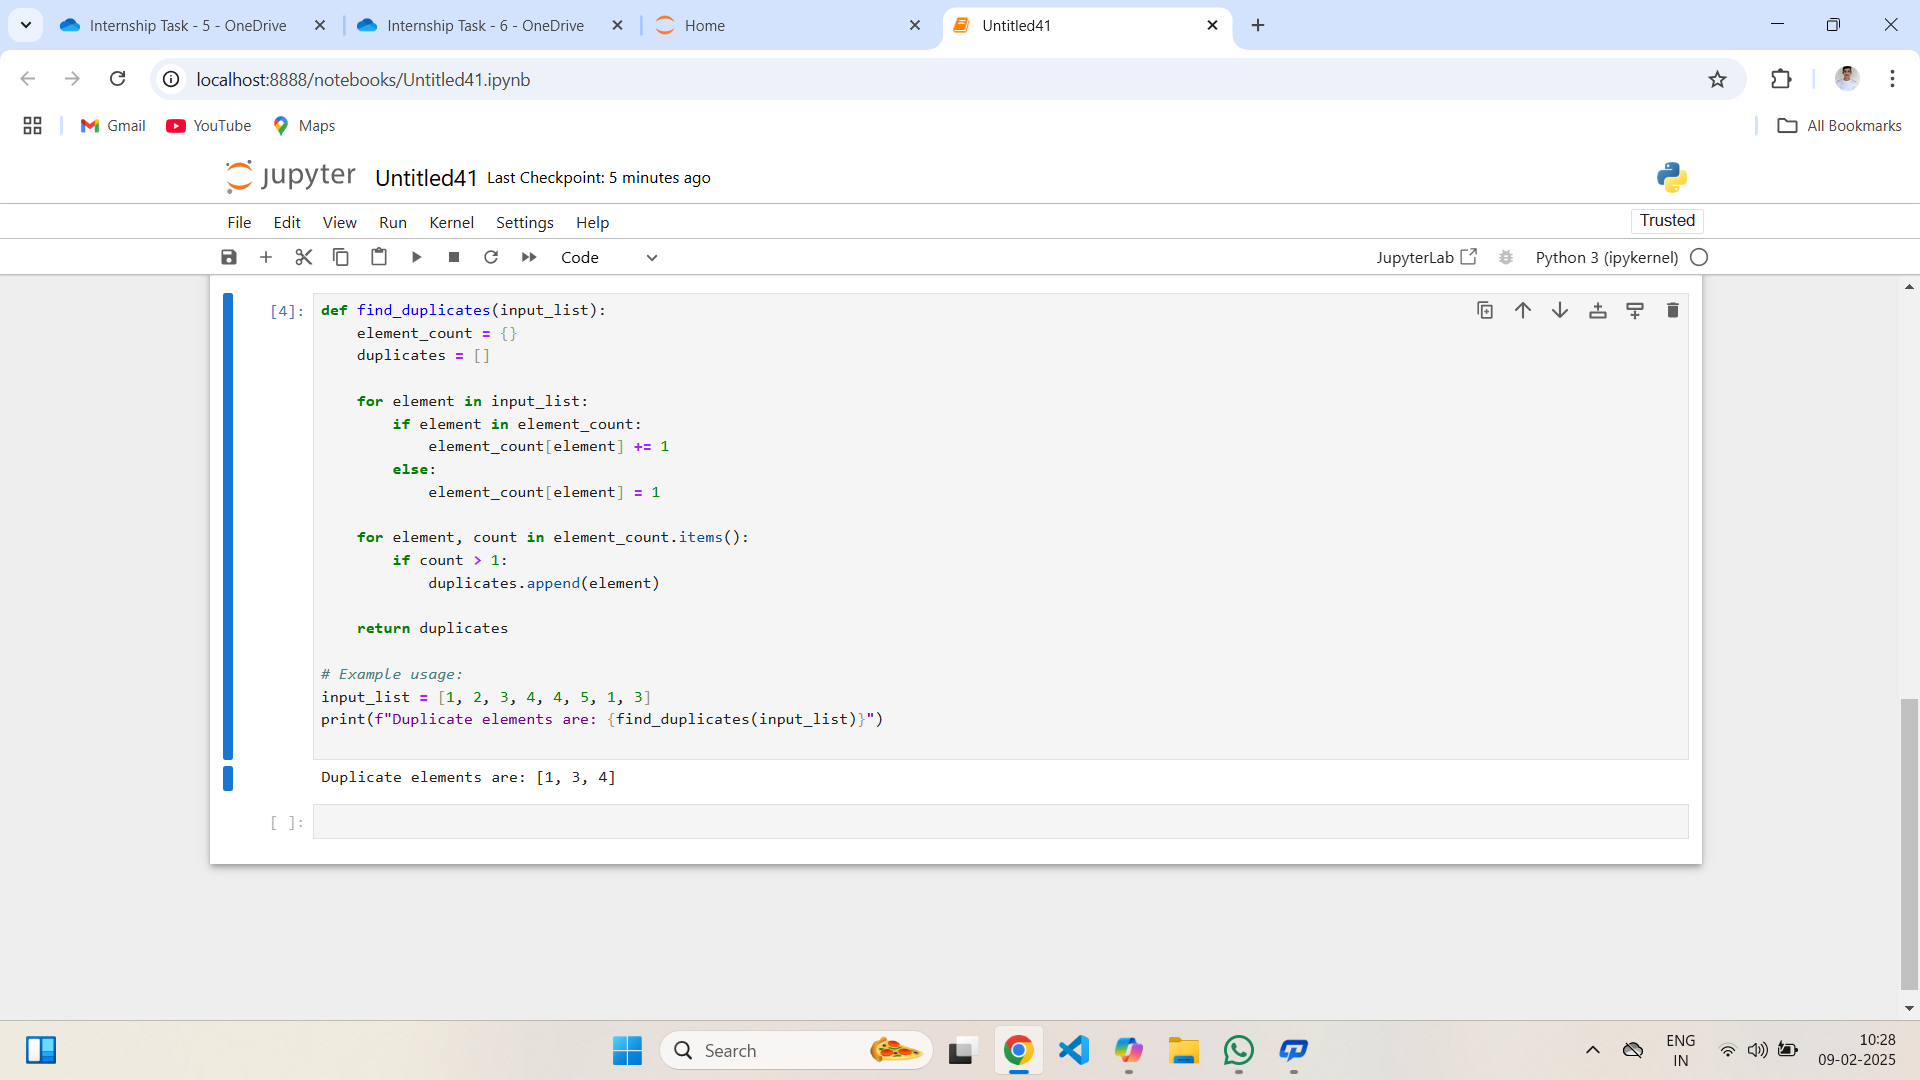 Internship Task - 5 - OneDrive
Internship Task - 6 - OneDrive
Home
Untitled41
localhost:8888/notebooks/Untitled41.ipynb
Gmail
YouTube
Maps
All Bookmarks
jupyter
Untitled41
Last Checkpoint: 5 minutes ago
File Edit View Run Kernel Settings Help
Trusted
Code
JupyterLab
Python 3 (ipykernel)
[4]:
def find_duplicates(input_list):
    element_count = {}
    duplicates = []
    for element in input_list:
        if element in element_count:
            element_count[element] += 1
        else:
            element_count[element] = 1
    for element, count in element_count.items():
        if count > 1:
            duplicates.append(element)
    return duplicates
# Example usage:
input_list = [1, 2, 3, 4, 4, 5, 1, 3]
print(f"Duplicate elements are: {find_duplicates(input_list)}")
Duplicate elements are: [1, 3, 4]
[ ]:
Search
ENG
IN
10:28
09-02-2025